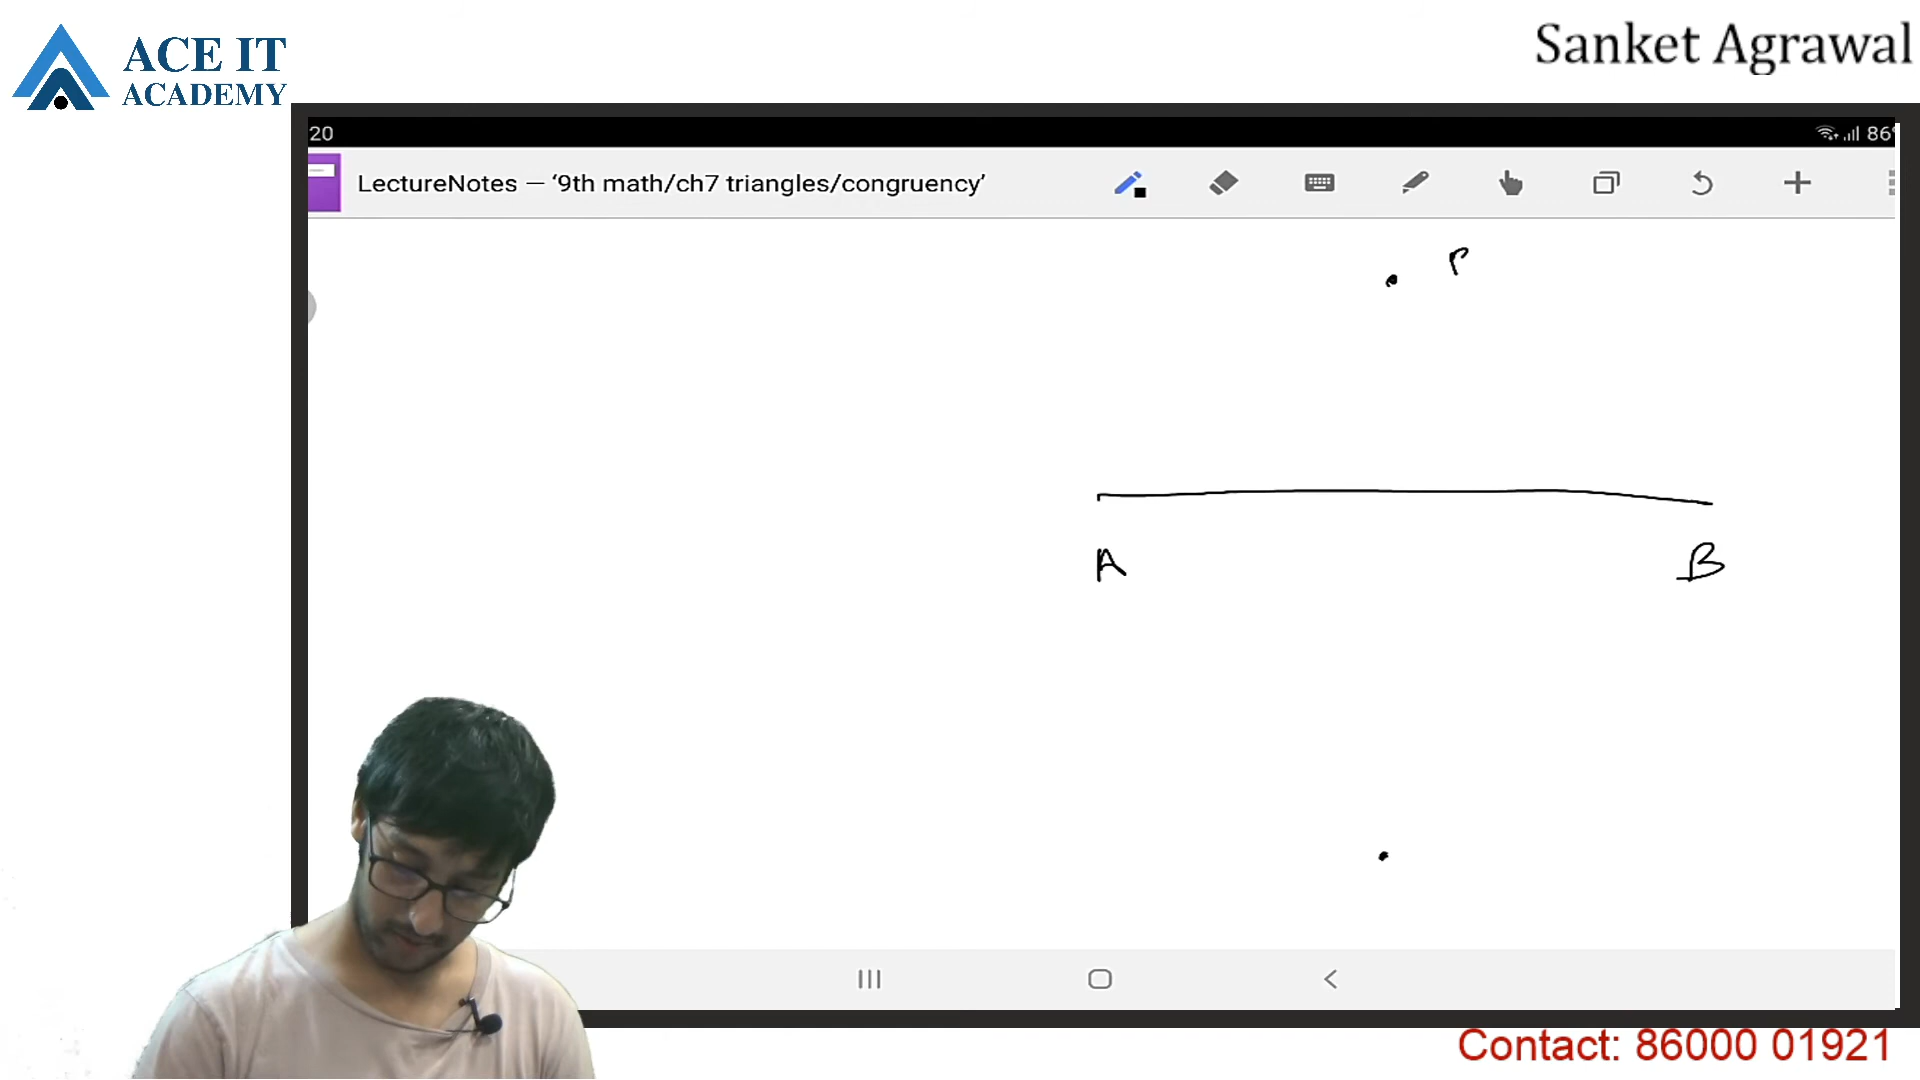 ACE IT
ACADEMY
Sanket Agrawal
20
86
LectureNotes — ‘9th math/ch7 triangles/congruency’
P
A
B
Contact: 86000 01921